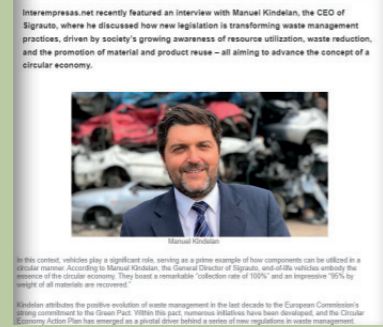 Interempresas.net recently featured an interview with Manuel Kindelan, the CEO of
Sigrauto, where he discussed how new legislation is transforming waste management
practices, driven by society's growing awareness of resource utilization, waste reduction,
and the promotion of material and product reuse – all aiming to advance the concept of a
circular economy.
Manuel Kindelan
In this context, vehicles play a significant role, serving as a prime example of how components can be utilized in a
circular manner. According to Manuel Kindelan, the General Director of Sigrauto, end-of-life vehicles embody the
essence of the circular economy. They boast a remarkable "collection rate of 100%" and an impressive "95% by
weight of all materials are recovered."
Kindelan attributes the positive evolution of waste management in the last decade to the European Commission's
strong commitment to the Green Pact. Within this pact, numerous initiatives have been developed, and the Circular
Economy Action Plan has emerged as a pivotal driver behind a series of new regulations in waste management.